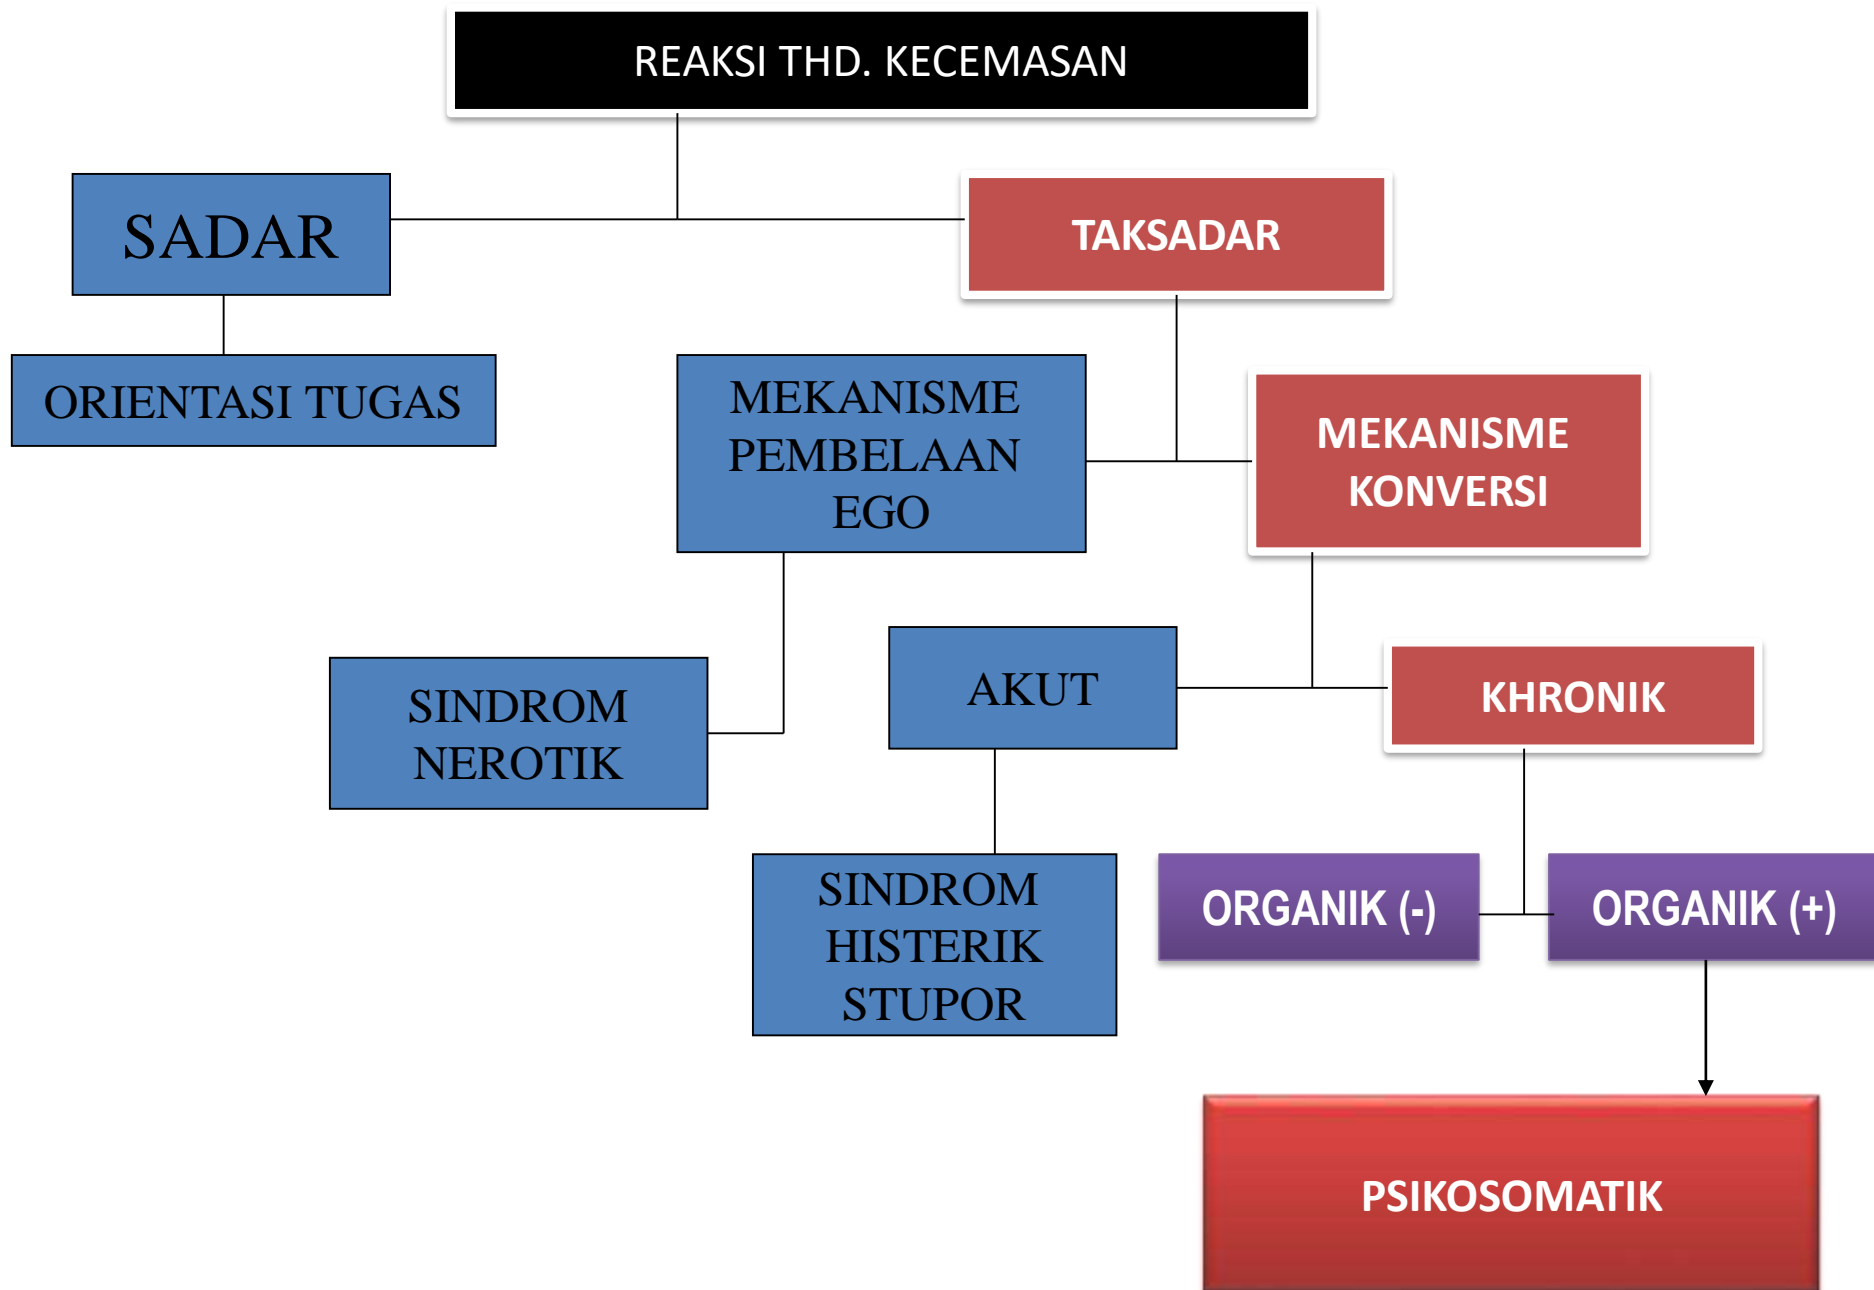 REAKSI THD. KECEMASAN
SADAR
TAKSADAR
ORIENTASI TUGAS
MEKANISME
PEMBELAAN
EGO
MEKANISME
KONVERSI
SINDROM
NEROTIK
AKUT
KHRONIK
SINDROM
HISTERIK
STUPOR
ORGANIK (-)
ORGANIK (+)
PSIKOSOMATIK